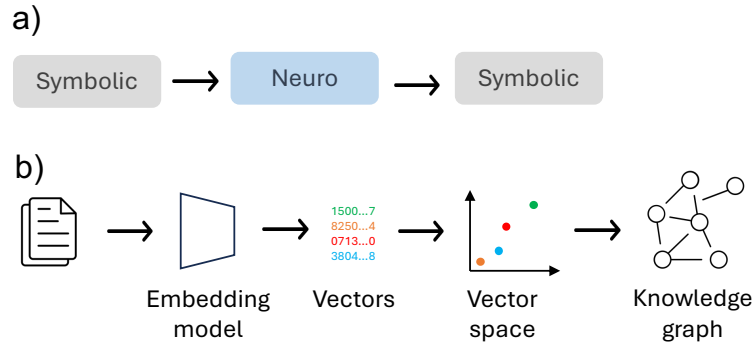 a)
Symbolic Neuro Symbolic
b)
1500...7
8250...4
0713...0
3804...8
Embedding model
Vectors
Vector space
Knowledge graph